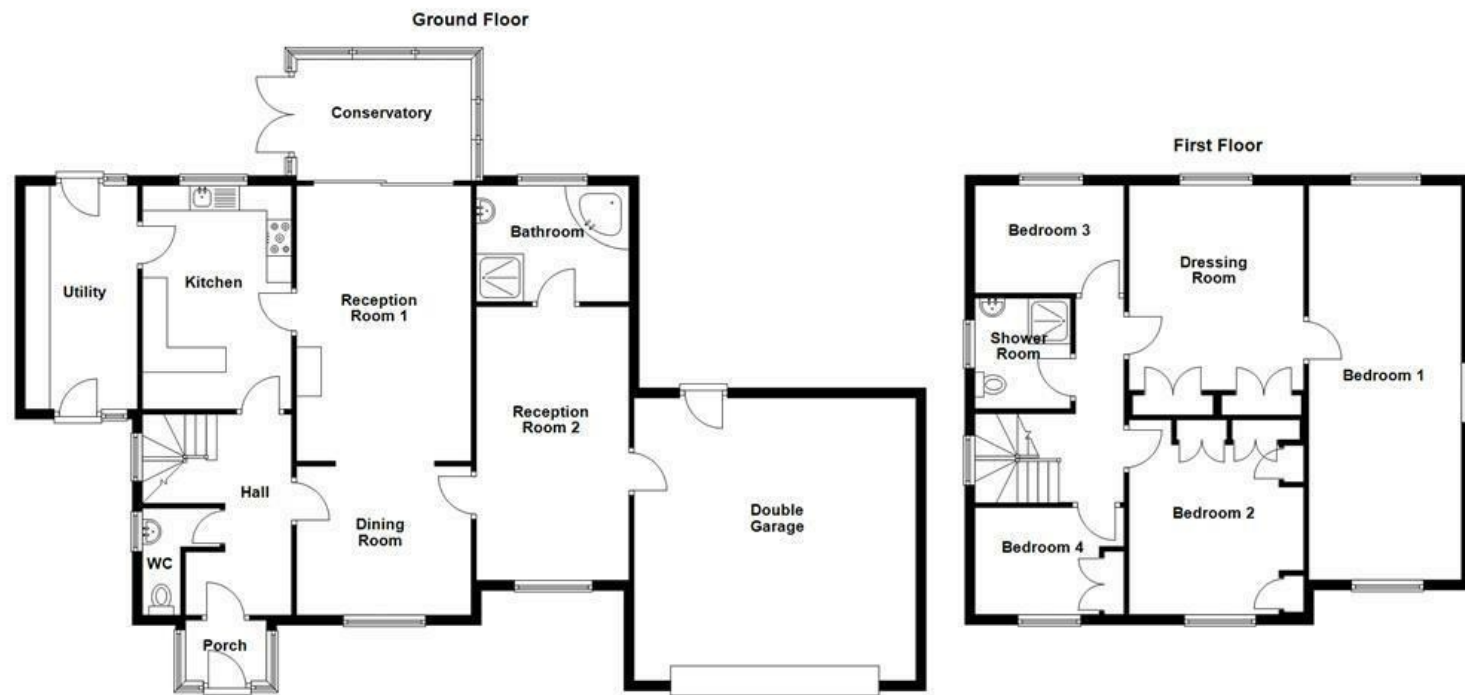 Ground Floor
Conservatory
Bathroom
Utility
Kitchen
Reception
Room 1
Reception
Room 2
Hall
Dining
Room
WC
Porch
Double
Garage
First Floor
Bedroom 3
Dressing
Room
Shower
Room
Bedroom 1
Bedroom 2
Bedroom 4